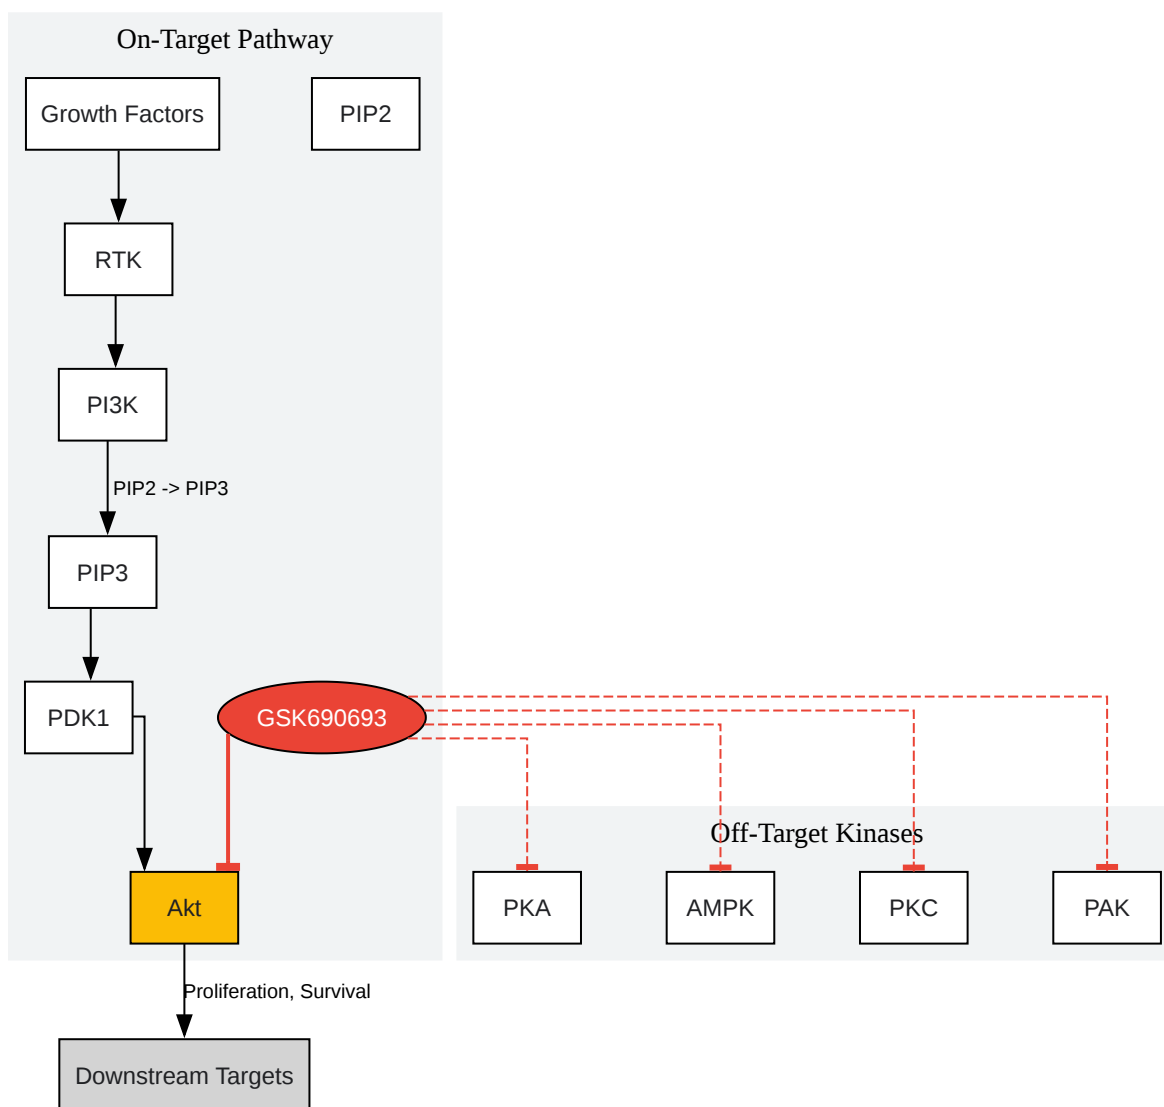 On-Target Pathway
Growth Factors
PIP2
RTK
PI3K
PIP2 -> PIP3
PIP3
PDK1
GSK690693
Off-Target Kinases
Akt
PKA
AMPK
PKC
PAK
Proliferation, Survival
Downstream Targets